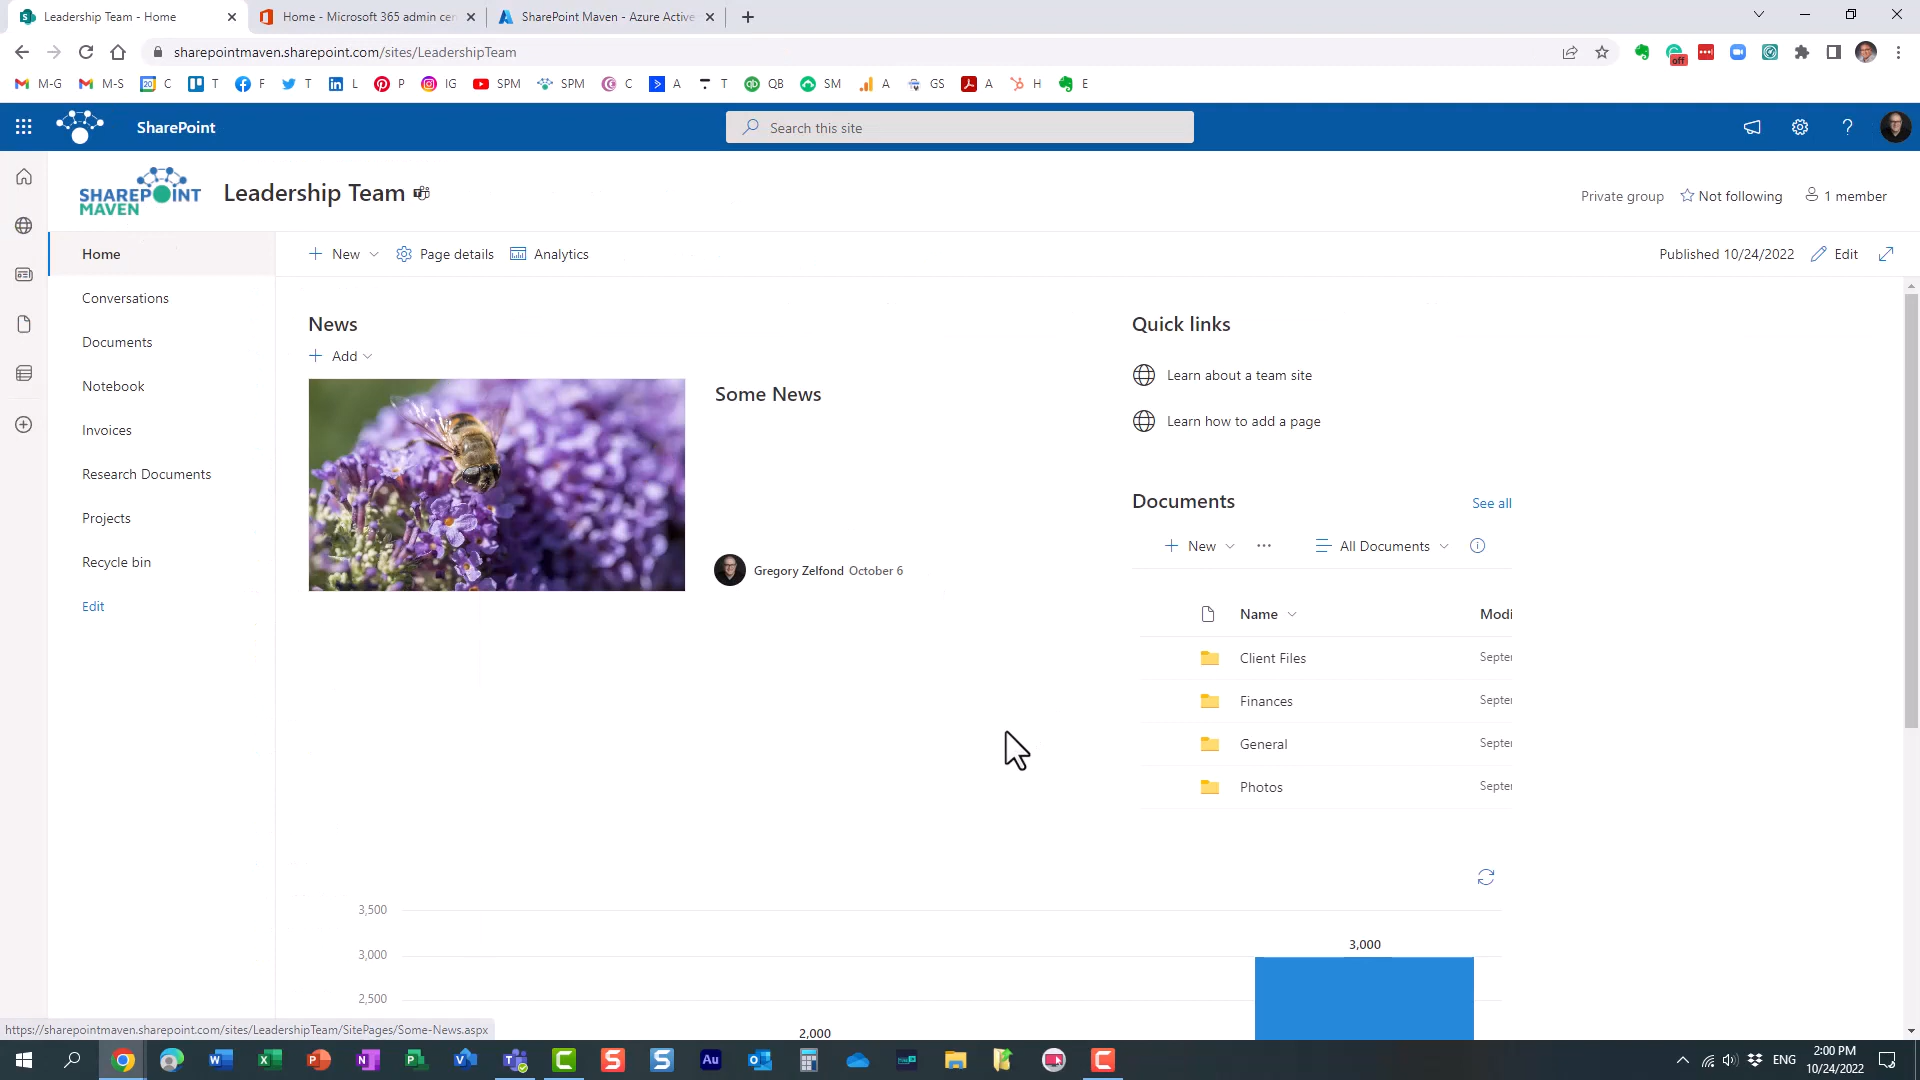 Leadership Team - Home
Home - Microsoft 365 admin cen
SharePoint Maven - Azure Active
sharepointmaven.sharepoint.com/sites/LeadershipTeam
off
M-G
M-S
20
C
T
F
T
L
P
IG
SPM
SPM
C
A
T
QB
SM
A
GS
A
H
E
SharePoint
Search this site
SHAREPOINT
MAVEN
Leadership Team
Private group
Not following
1 member
Home
New
Page details
Analytics
Published 10/24/2022
Edit
Conversations
Documents
Notebook
Invoices
Research Documents
Projects
Recycle bin
Edit
News
Add
Some News
Gregory Zelfond October 6
Quick links
Learn about a team site
Learn how to add a page
Documents
See all
New
All Documents
Name
Modi
Client Files
Septer
Finances
Septer
General
Septer
Photos
Septer
3,500
3,000
3,000
2,500
2,000
https://sharepointmaven.sharepoint.com/sites/LeadershipTeam/SitePages/Some-News.aspx
ENG
2:00 PM
10/24/2022